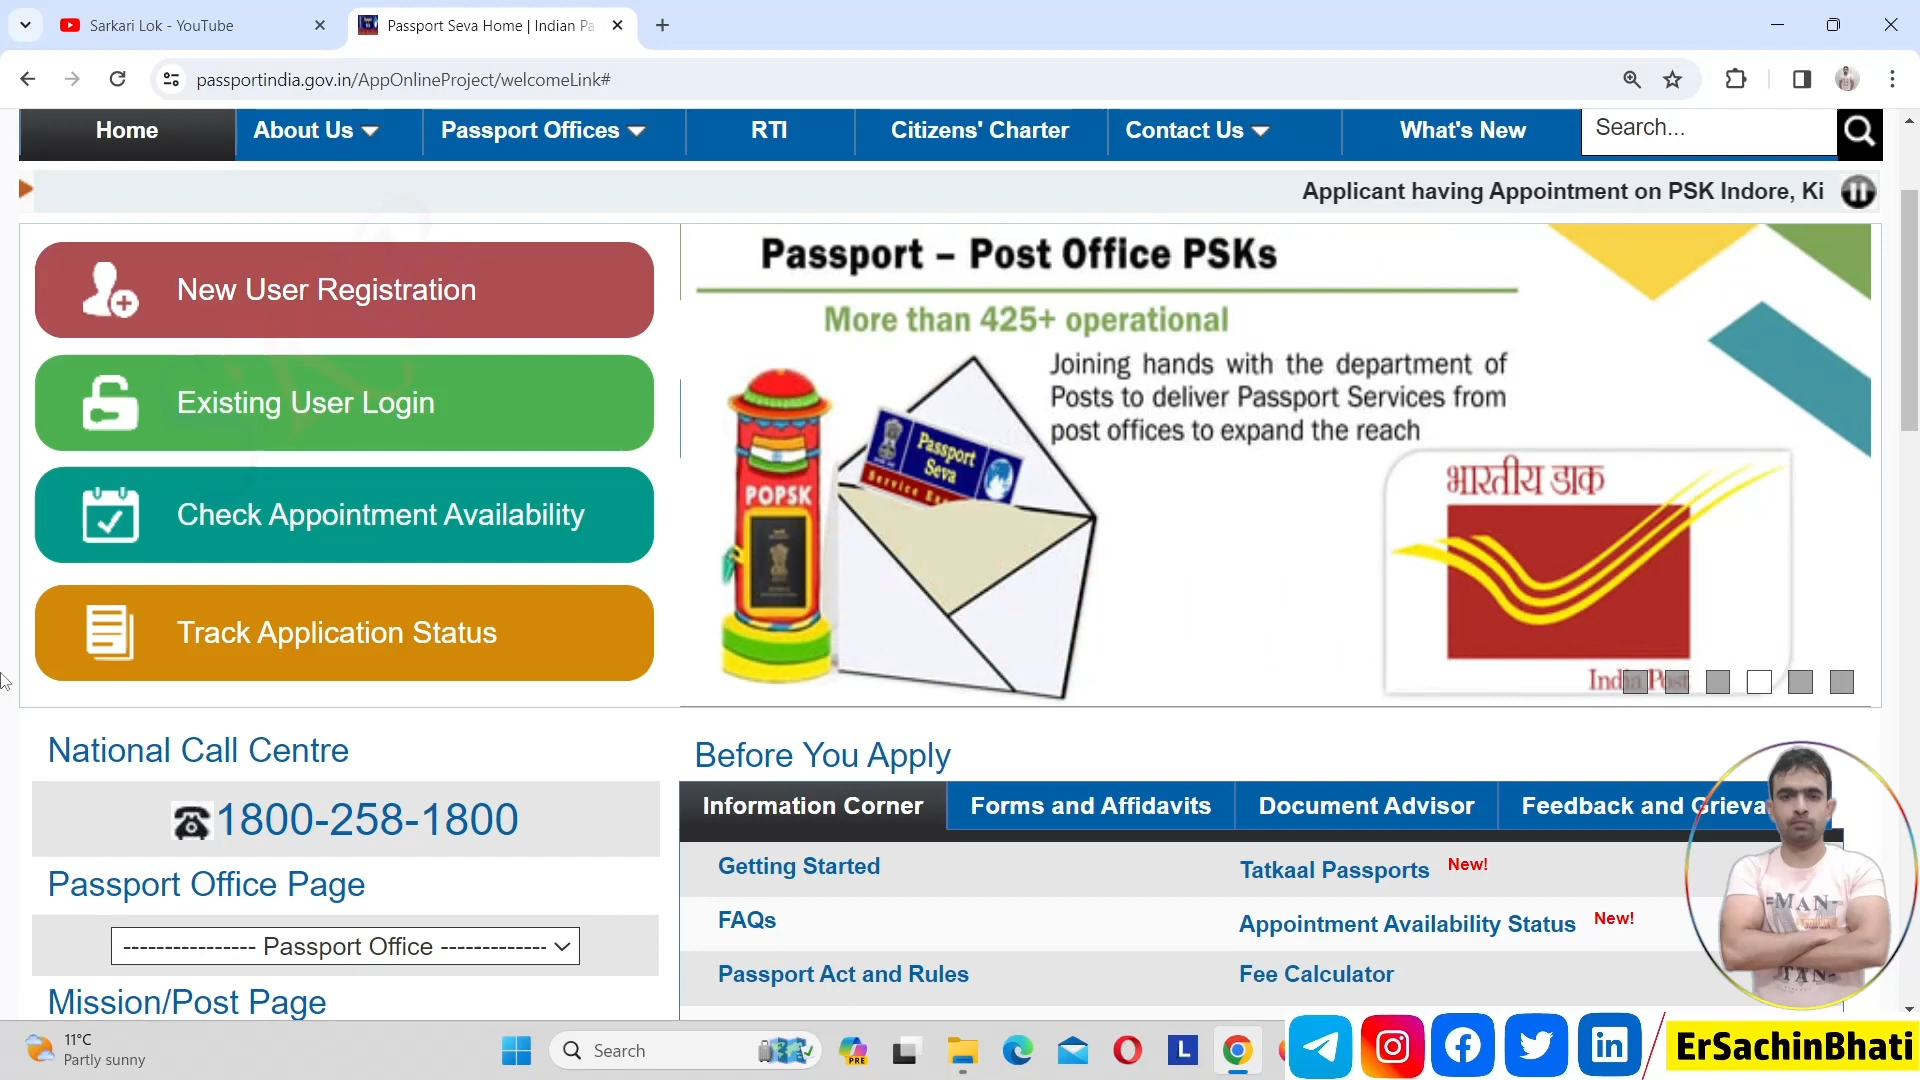 Sarkari Lok - YouTube
Passport Seva Home | Indian Pa
passportindia.gov.in/AppOnlineProject/welcomeLink#
Home
About Us
Passport Offices
RTI
Citizens' Charter
Contact Us
What's New
Search...
Applicant having Appointment on PSK Indore, Ki
New User Registration
Existing User Login
Check Appointment Availability
Track Application Status
Passport – Post Office PSKs
More than 425+ operational
Joining hands with the department of
Posts to deliver Passport Services from
post offices to expand the reach
Passport
Seva
POPSK
भारतीय डाक
India Post
National Call Centre
1800-258-1800
Passport Office Page
---------------- Passport Office -------------
Mission/Post Page
Before You Apply
Information Corner
Forms and Affidavits
Document Advisor
Feedback and Grieva
Getting Started
Tatkaal Passports New!
FAQs
Appointment Availability Status New!
Passport Act and Rules
Fee Calculator
-MAN-
TAN
11°C
Partly sunny
Search
PRE
L
in
ErSachinBhati